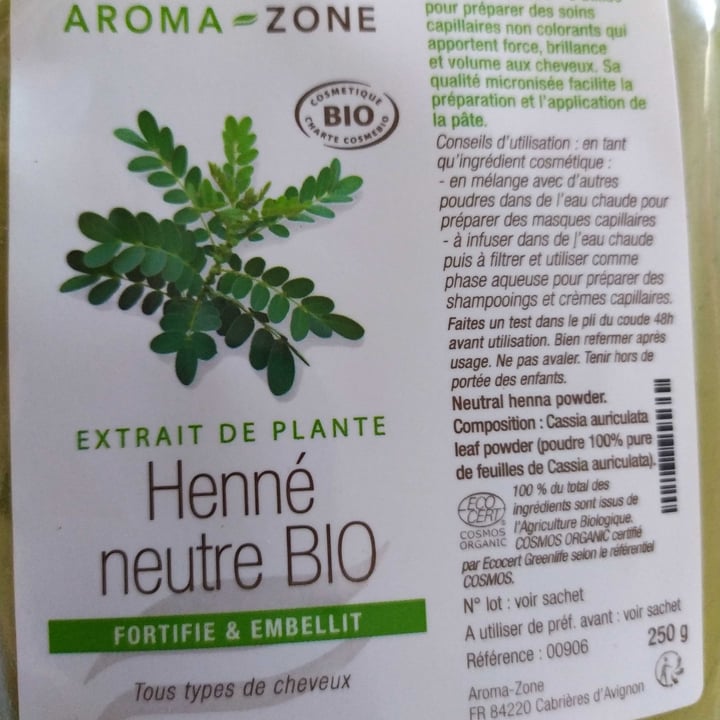 AROMA-ZONE
COSMETIQUE
BIO
CHARTE COSMEBIO
EXTRAIT DE PLANTE
Henné
neutre BIO
FORTIFIE & EMBELLIT
Tous types de cheveux
pour préparer des soins
capillaires non colorants qui
apportent force, brillance
et volume aux cheveux. Sa
qualité micronisée facilite la
préparation et l'application de
la pâte.
Conseils d'utilisation : en tant
qu'ingrédient cosmétique :
- en mélange avec d'autres
poudres dans de l'eau chaude pour
préparer des masques capillaires
- à infuser dans de l'eau chaude
puis à filtrer et utiliser comme
phase aqueuse pour préparer des
shampooings et crèmes capillaires.
Faites un test dans le pli du coude 48h
avant utilisation. Bien refermer après
usage. Ne pas avaler. Tenir hors de
portée des enfants.
Neutral henna powder.
Composition : Cassia auriculata
leaf powder (poudre 100% pure
de feuilles de Cassia auriculata).
ECO
CERT
COSMOS
ORGANIC
100 % du total des
ingrédients sont issus de
l'Agriculture Biologique.
COSMOS ORGANIC certifié
par Ecocert Greenlife selon le référentiel
COSMOS.
N° lot : voir sachet
A utiliser de préf. avant : voir sachet
Référence : 00906
250 g
Aroma-Zone
FR 84220 Cabrières d'Avignon